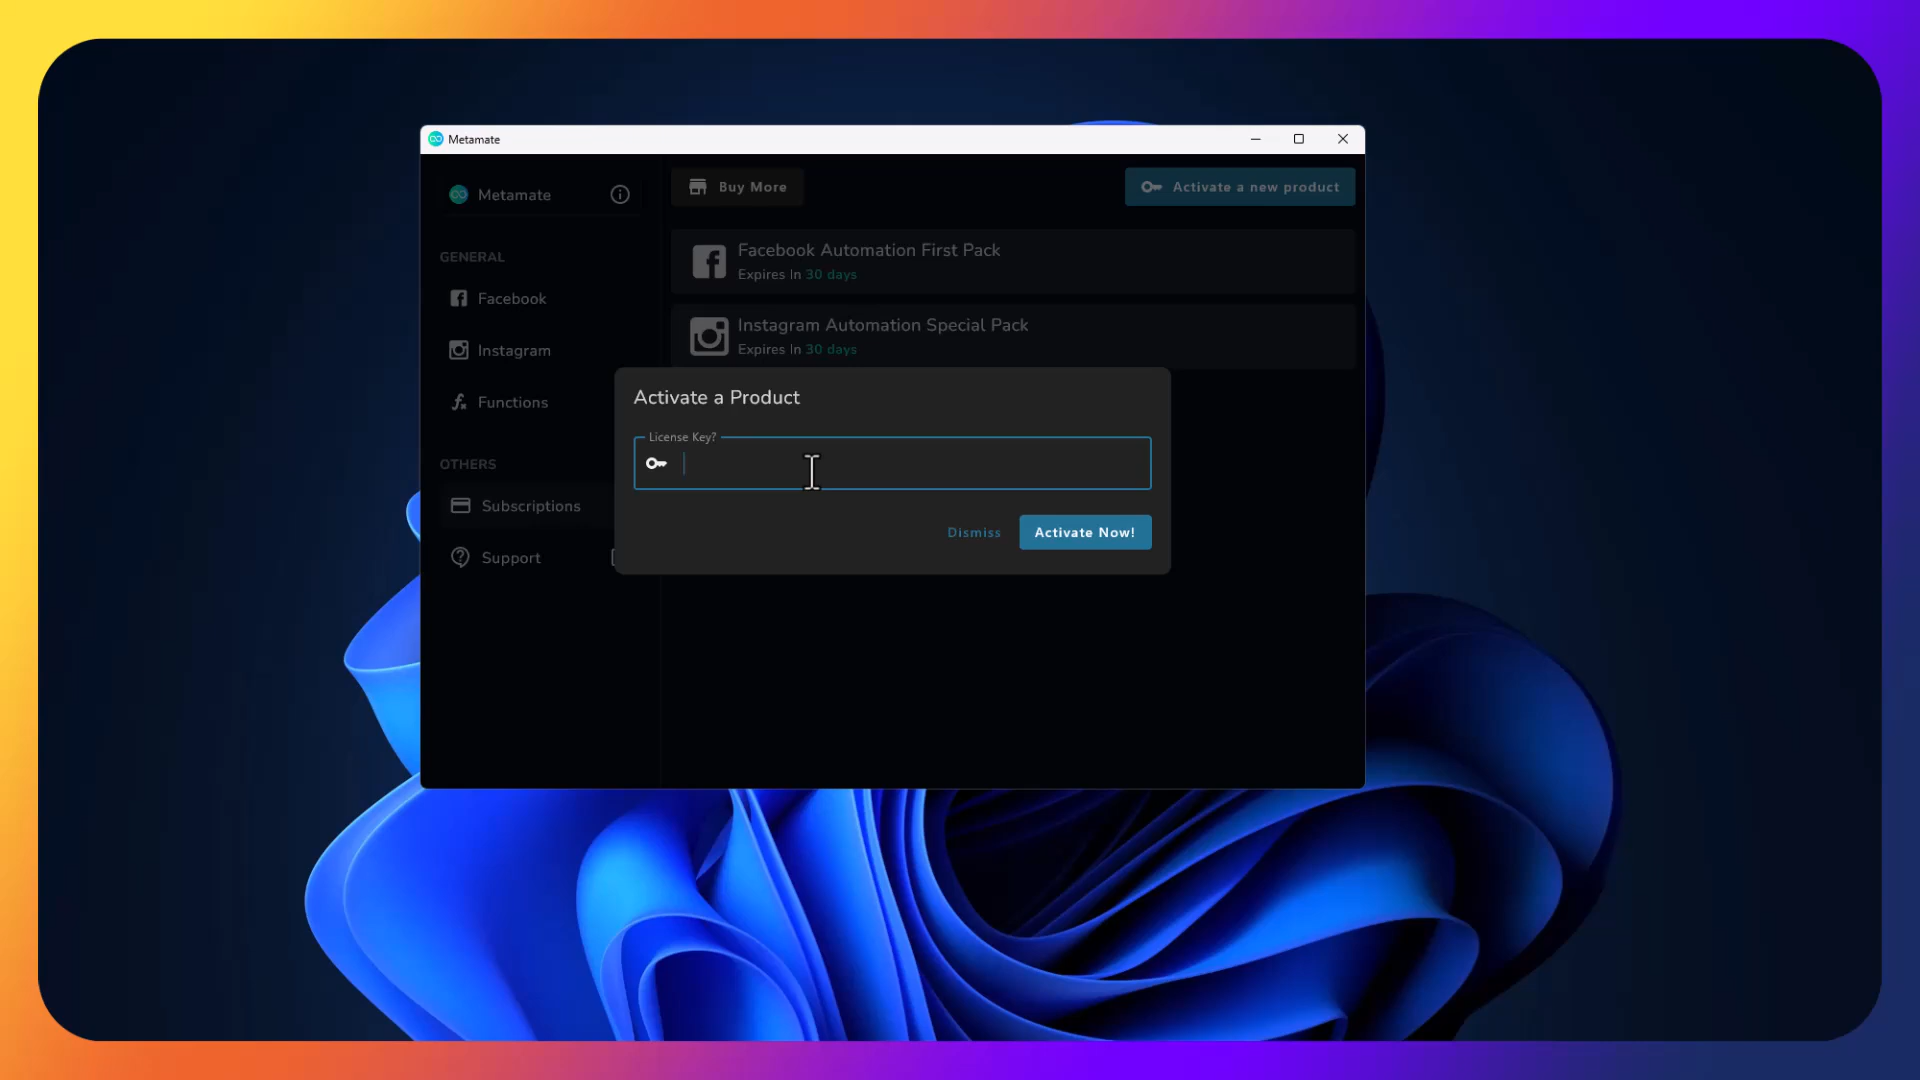 Metamate
Metamate
Buy More
Activate a new product
GENERAL
Facebook
Instagram
Functions
OTHERS
Subscriptions
Support
Facebook Automation First Pack
Expires In 30 days
Instagram Automation Special Pack
Expires In 30 days
Activate a Product
License Key?
Dismiss
Activate Now!